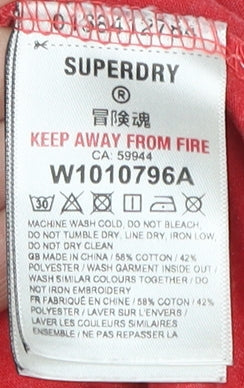 SUPERDRY
®
冒険魂
KEEP AWAY FROM FIRE
CA: 59944
W1010796A
30
MACHINE WASH COLD, DO NOT BLEACH,
DO NOT TUMBLE DRY. LINE DRY, IRON LOW,
DO NOT DRY CLEAN
GB MADE IN CHINA / 58% COTTON / 42%
POLYESTER / WASH GARMENT INSIDE OUT /
WASH SIMILAR COLOURS TOGETHER / DO
NOT IRON EMBROIDERY
FR FABRIQUÉ EN CHINA / 58% COTON / 42%
POLYESTER / LAVER SUR L'ENVERS /
LAVER LES COULEURS SIMILAIRES
ENSEMBLE / NE PAS REPASSER LA